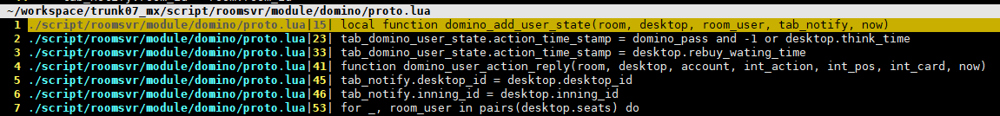 ~/workspace/trunk07_mx/script/roomsvr/module/domino/proto.lua
1 ./script/roomsvr/module/domino/proto.lua|15| local function domino_add_user_state(room, desktop, room_user, tab_notify, now)
2 ./script/roomsvr/module/domino/proto.lua|23| tab_domino_user_state.action_time_stamp = domino_pass and -1 or desktop.think_time
3 ./script/roomsvr/module/domino/proto.lua|33| tab_domino_user_state.action_time_stamp = desktop.rebuy_wating_time
4 ./script/roomsvr/module/domino/proto.lua|41| function domino_user_action_reply(room, desktop, account, int_action, int_pos, int_card, now)
5 ./script/roomsvr/module/domino/proto.lua|45| tab_notify.desktop_id = desktop.desktop_id
6 ./script/roomsvr/module/domino/proto.lua|46| tab_notify.inning_id = desktop.inning_id
7 ./script/roomsvr/module/domino/proto.lua|53| for _, room_user in pairs(desktop.seats) do